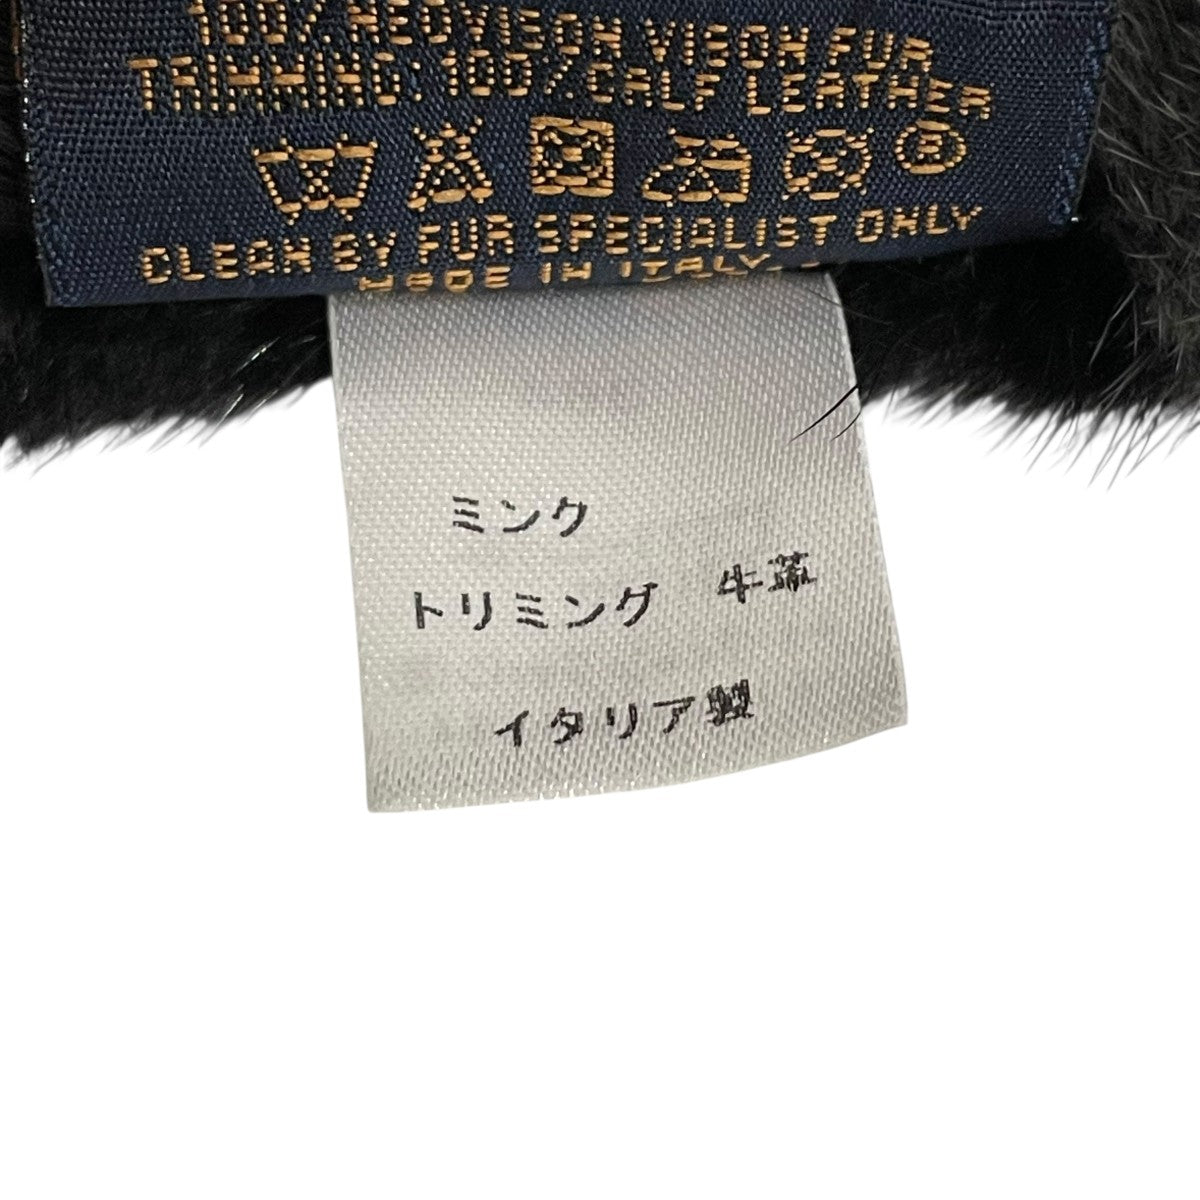 100% NEOVISON VISON FUR
TRIMMING: 100% CALF LEATHER
CLEAN BY FUR SPECIALIST ONLY
MADE IN ITALY
ミンク
トリミング 牛革
イタリア製